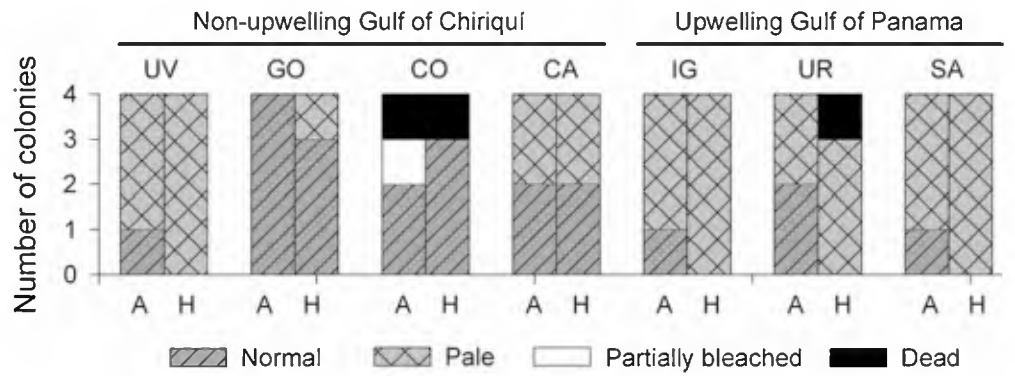 Non-upwelling Gulf of Chiriquí Upwelling Gulf of Panama
UV GO CO CA IG UR SA
Number of colonies
4
3
2
1
0
A H A H A H A H A H A H A H
Normal Pale Partially bleached Dead